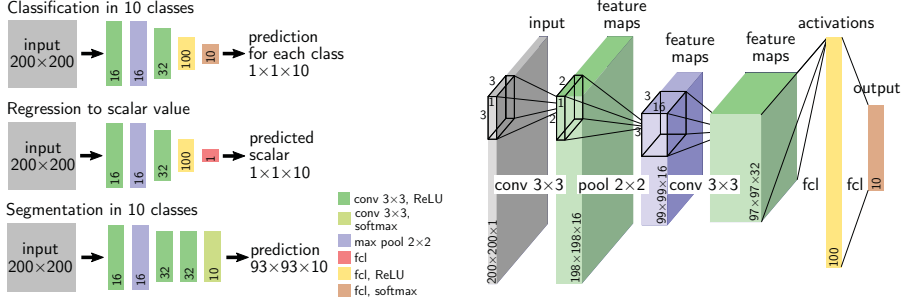 Classification in 10 classes
input
200×200
16
16
32
100
10
prediction
for each class
1×1×10
Regression to scalar value
input
200×200
16
16
32
100
1
predicted
scalar
1×1×10
Segmentation in 10 classes
input
200×200
16
16
32
32
10
prediction
93×93×10
conv 3×3, ReLU
conv 3×3,
softmax
max pool 2×2
fcl
fcl, ReLU
fcl, softmax
input
feature
maps
feature
maps
feature
maps
activations
output
3
1
3
2
1
2
3
16
3
conv 3×3
pool 2×2
conv 3×3
fcl
fcl
200×200×1
198×198×16
99×99×16
97×97×32
100
10